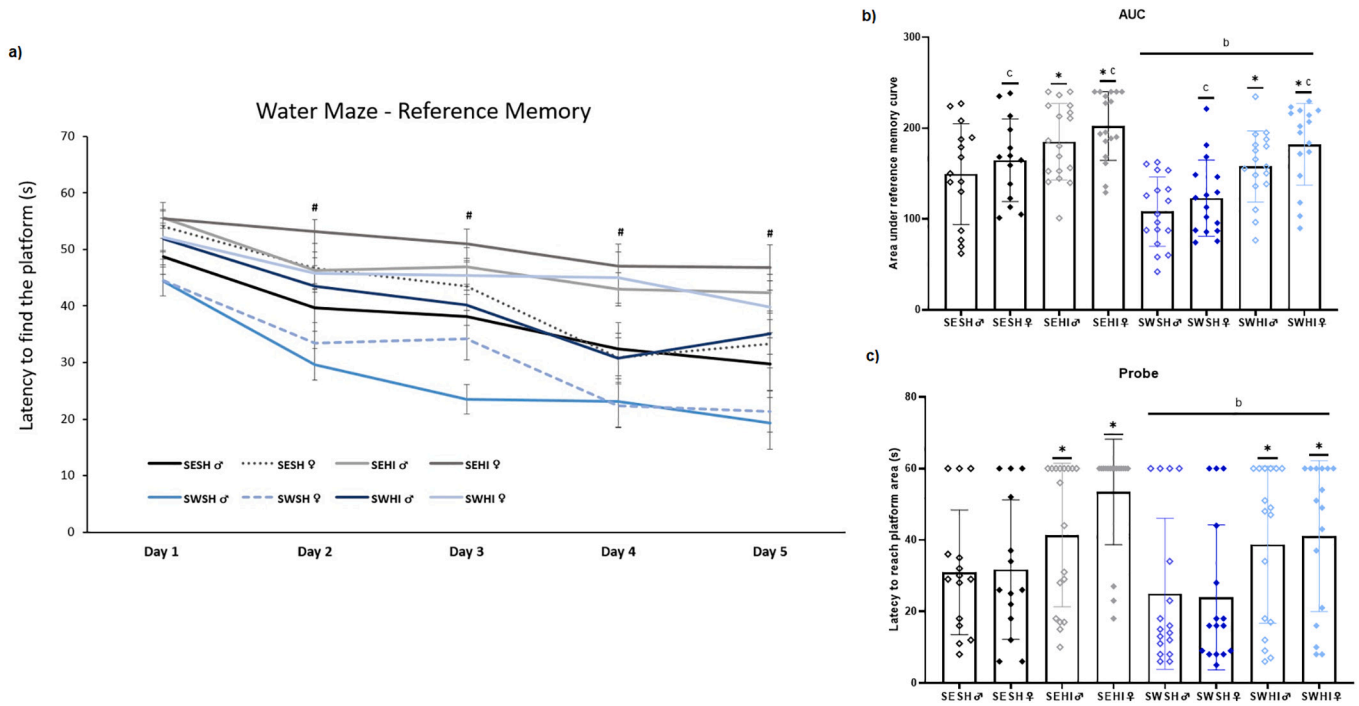 a)
Water Maze - Reference Memory
Latency to find the platform (s)
70
60
50
40
30
20
10
0
# # # #
SESH ♂ SESH ♀ SEHI ♂ SEHI ♀
SWSH ♂ SWSH ♀ SWHI ♂ SWHI ♀
Day 1 Day 2 Day 3 Day 4 Day 5
b)
AUC
Area under reference memory curve
300
200
100
0
b
c * * c c * * c
SESH♂ SESH♀ SEHI♂ SEHI♀ SWSH♂ SWSH♀ SWHI♂ SWHI♀
c)
Probe
Latecy to reach platform area (s)
80
60
40
20
0
b
* * * *
SESH♂ SESH♀ SEHI♂ SEHI♀ SWSH♂ SWSH♀ SWHI♂ SWHI♀